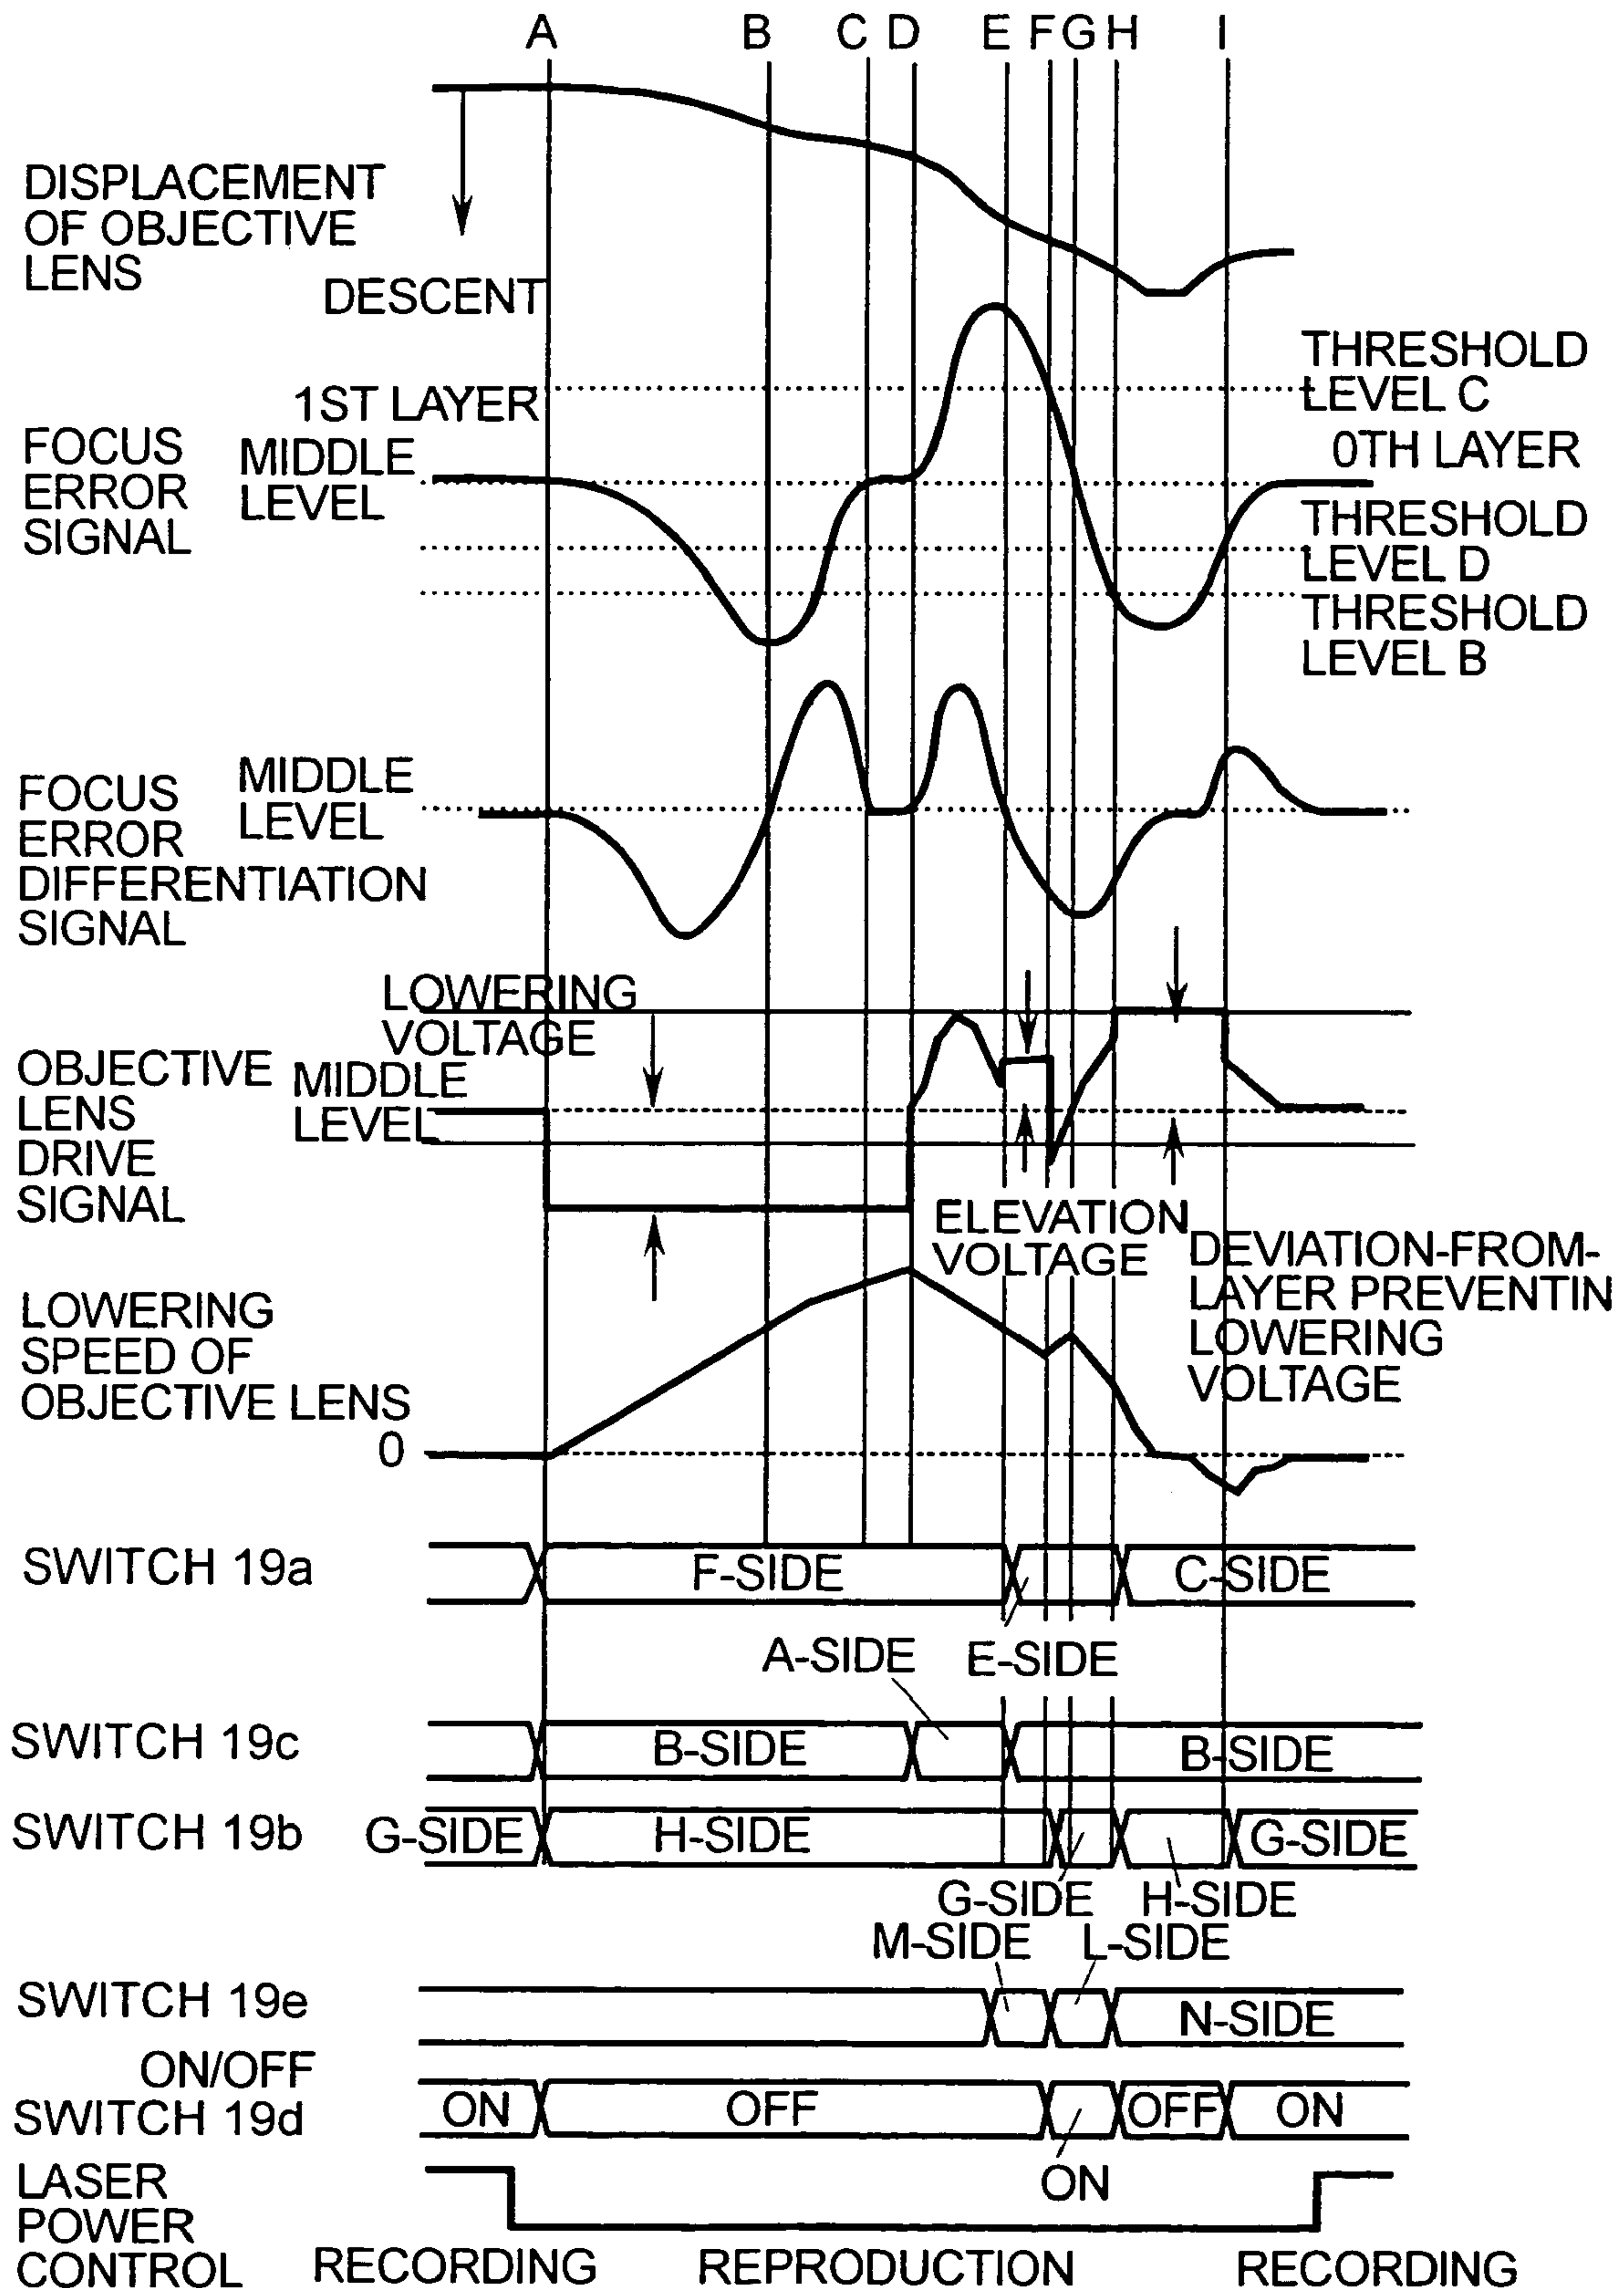 A B C D E F G H I
DISPLACEMENT
OF OBJECTIVE
LENS
DESCENT
THRESHOLD
LEVEL C
1ST LAYER
0TH LAYER
FOCUS
ERROR
SIGNAL
MIDDLE
LEVEL
THRESHOLD
LEVEL D
THRESHOLD
LEVEL B
FOCUS
ERROR
DIFFERENTIATION
SIGNAL
MIDDLE
LEVEL
LOWERING
VOLTAGE
OBJECTIVE
LENS
DRIVE
SIGNAL
MIDDLE
LEVEL
ELEVATION
VOLTAGE
DEVIATION-FROM-
LAYER PREVENTIN
LOWERING
VOLTAGE
LOWERING
SPEED OF
OBJECTIVE LENS
0
SWITCH 19a
F-SIDE
C-SIDE
A-SIDE
E-SIDE
SWITCH 19c
B-SIDE
B-SIDE
SWITCH 19b
G-SIDE
H-SIDE
G-SIDE
G-SIDE
H-SIDE
M-SIDE
L-SIDE
SWITCH 19e
N-SIDE
ON/OFF
SWITCH 19d
ON
OFF
OFF
ON
ON
LASER
POWER
CONTROL
RECORDING
REPRODUCTION
RECORDING